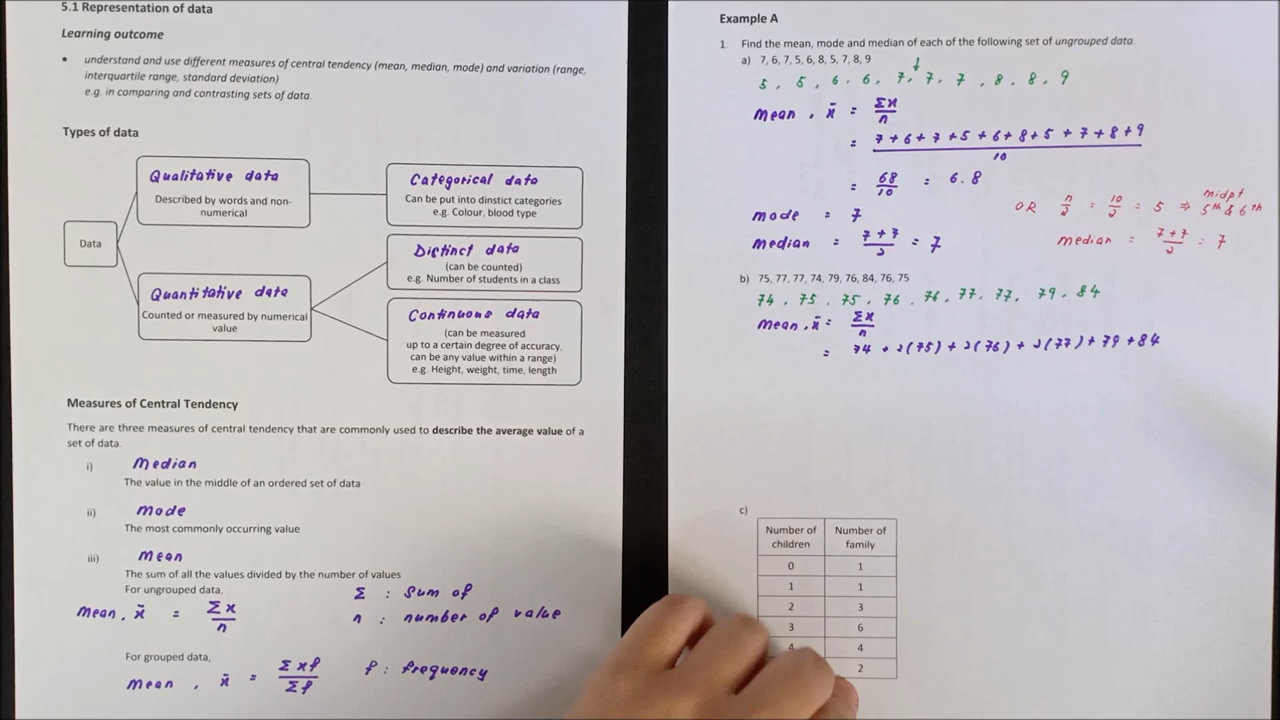 5.1 Representation of data
Learning outcome
• understand and use different measures of central tendency (mean, median, mode) and variation (range,
interquartile range, standard deviation)
e.g. in comparing and contrasting sets of data.
Types of data
Data
Qualitative data
Described by words and non-
numerical
Categorical data
Can be put into dinstict categories
e.g. Colour, blood type
Quantitative data
Counted or measured by numerical
value
Distinct data
(can be counted)
e.g. Number of students in a class
Continuous data
(can be measured
up to a certain degree of accuracy,
can be any value within a range)
e.g. Height, weight, time, length
Measures of Central Tendency
There are three measures of central tendency that are commonly used to describe the average value of a
set of data.
i) Median
The value in the middle of an ordered set of data
ii) mode
The most commonly occurring value
iii) Mean
The sum of all the values divided by the number of values
For ungrouped data,
mean, x̄ = Σx/n
Σ : sum of
n : number of value
For grouped data,
mean, x̄ = Σxf/Σf
f : frequency
Example A
1. Find the mean, mode and median of each of the following set of ungrouped data.
a) 7, 6, 7, 5, 6, 8, 5, 7, 8, 9
5, 5, 6, 6, 7, 7, 7, 8, 8, 9
mean, x̄ = Σx/n
= 7+6+7+5+6+8+5+7+8+9/10
= 68/10 = 6.8
mode = 7
median = 7+7/2 = 7
OR n/2 = 10/2 = 5 ⇒ midpt 5th & 6th
median = 7+7/2 = 7
b) 75, 77, 77, 74, 79, 76, 84, 76, 75
74, 75, 75, 76, 76, 77, 77, 79, 84
mean, x̄ = Σx/n
= 74 + 2(75) + 2(76) + 2(77) + 79 + 84
c)
Number of children Number of family
0 1
1 1
2 3
3 6
4 4
2